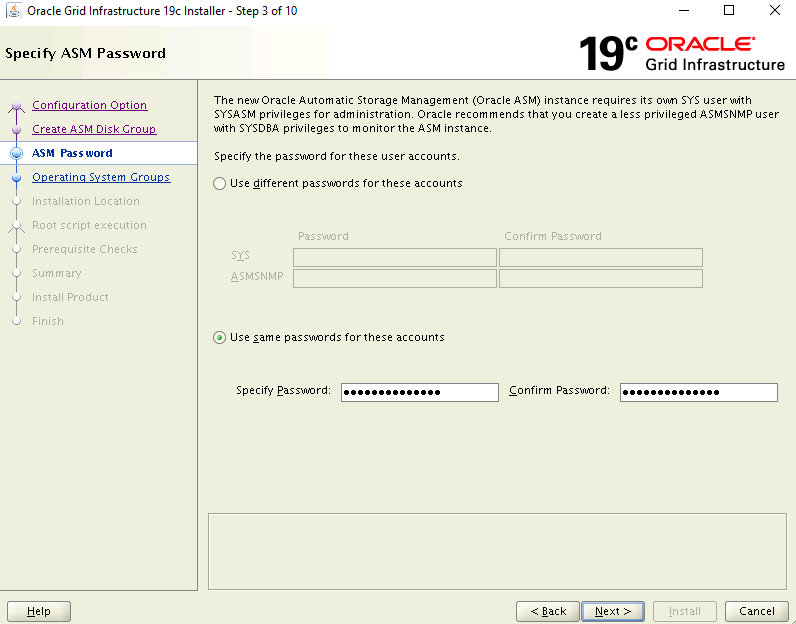 Oracle Grid Infrastructure 19c Installer - Step 3 of 10
Specify ASM Password
19c ORACLE
Grid Infrastructure
Configuration Option
Create ASM Disk Group
ASM Password
Operating System Groups
Installation Location
Root script execution
Prerequisite Checks
Summary
Install Product
Finish
The new Oracle Automatic Storage Management (Oracle ASM) instance requires its own SYS user with
SYSASM privileges for administration. Oracle recommends that you create a less privileged ASMSNMP user
with SYSDBA privileges to monitor the ASM instance.
Specify the password for these user accounts.
Use different passwords for these accounts
Password Confirm Password
SYS
ASMSNMP
Use same passwords for these accounts
Specify Password: ●●●●●●●●●●●●●● Confirm Password: ●●●●●●●●●●●●●●
Help < Back Next > Install Cancel